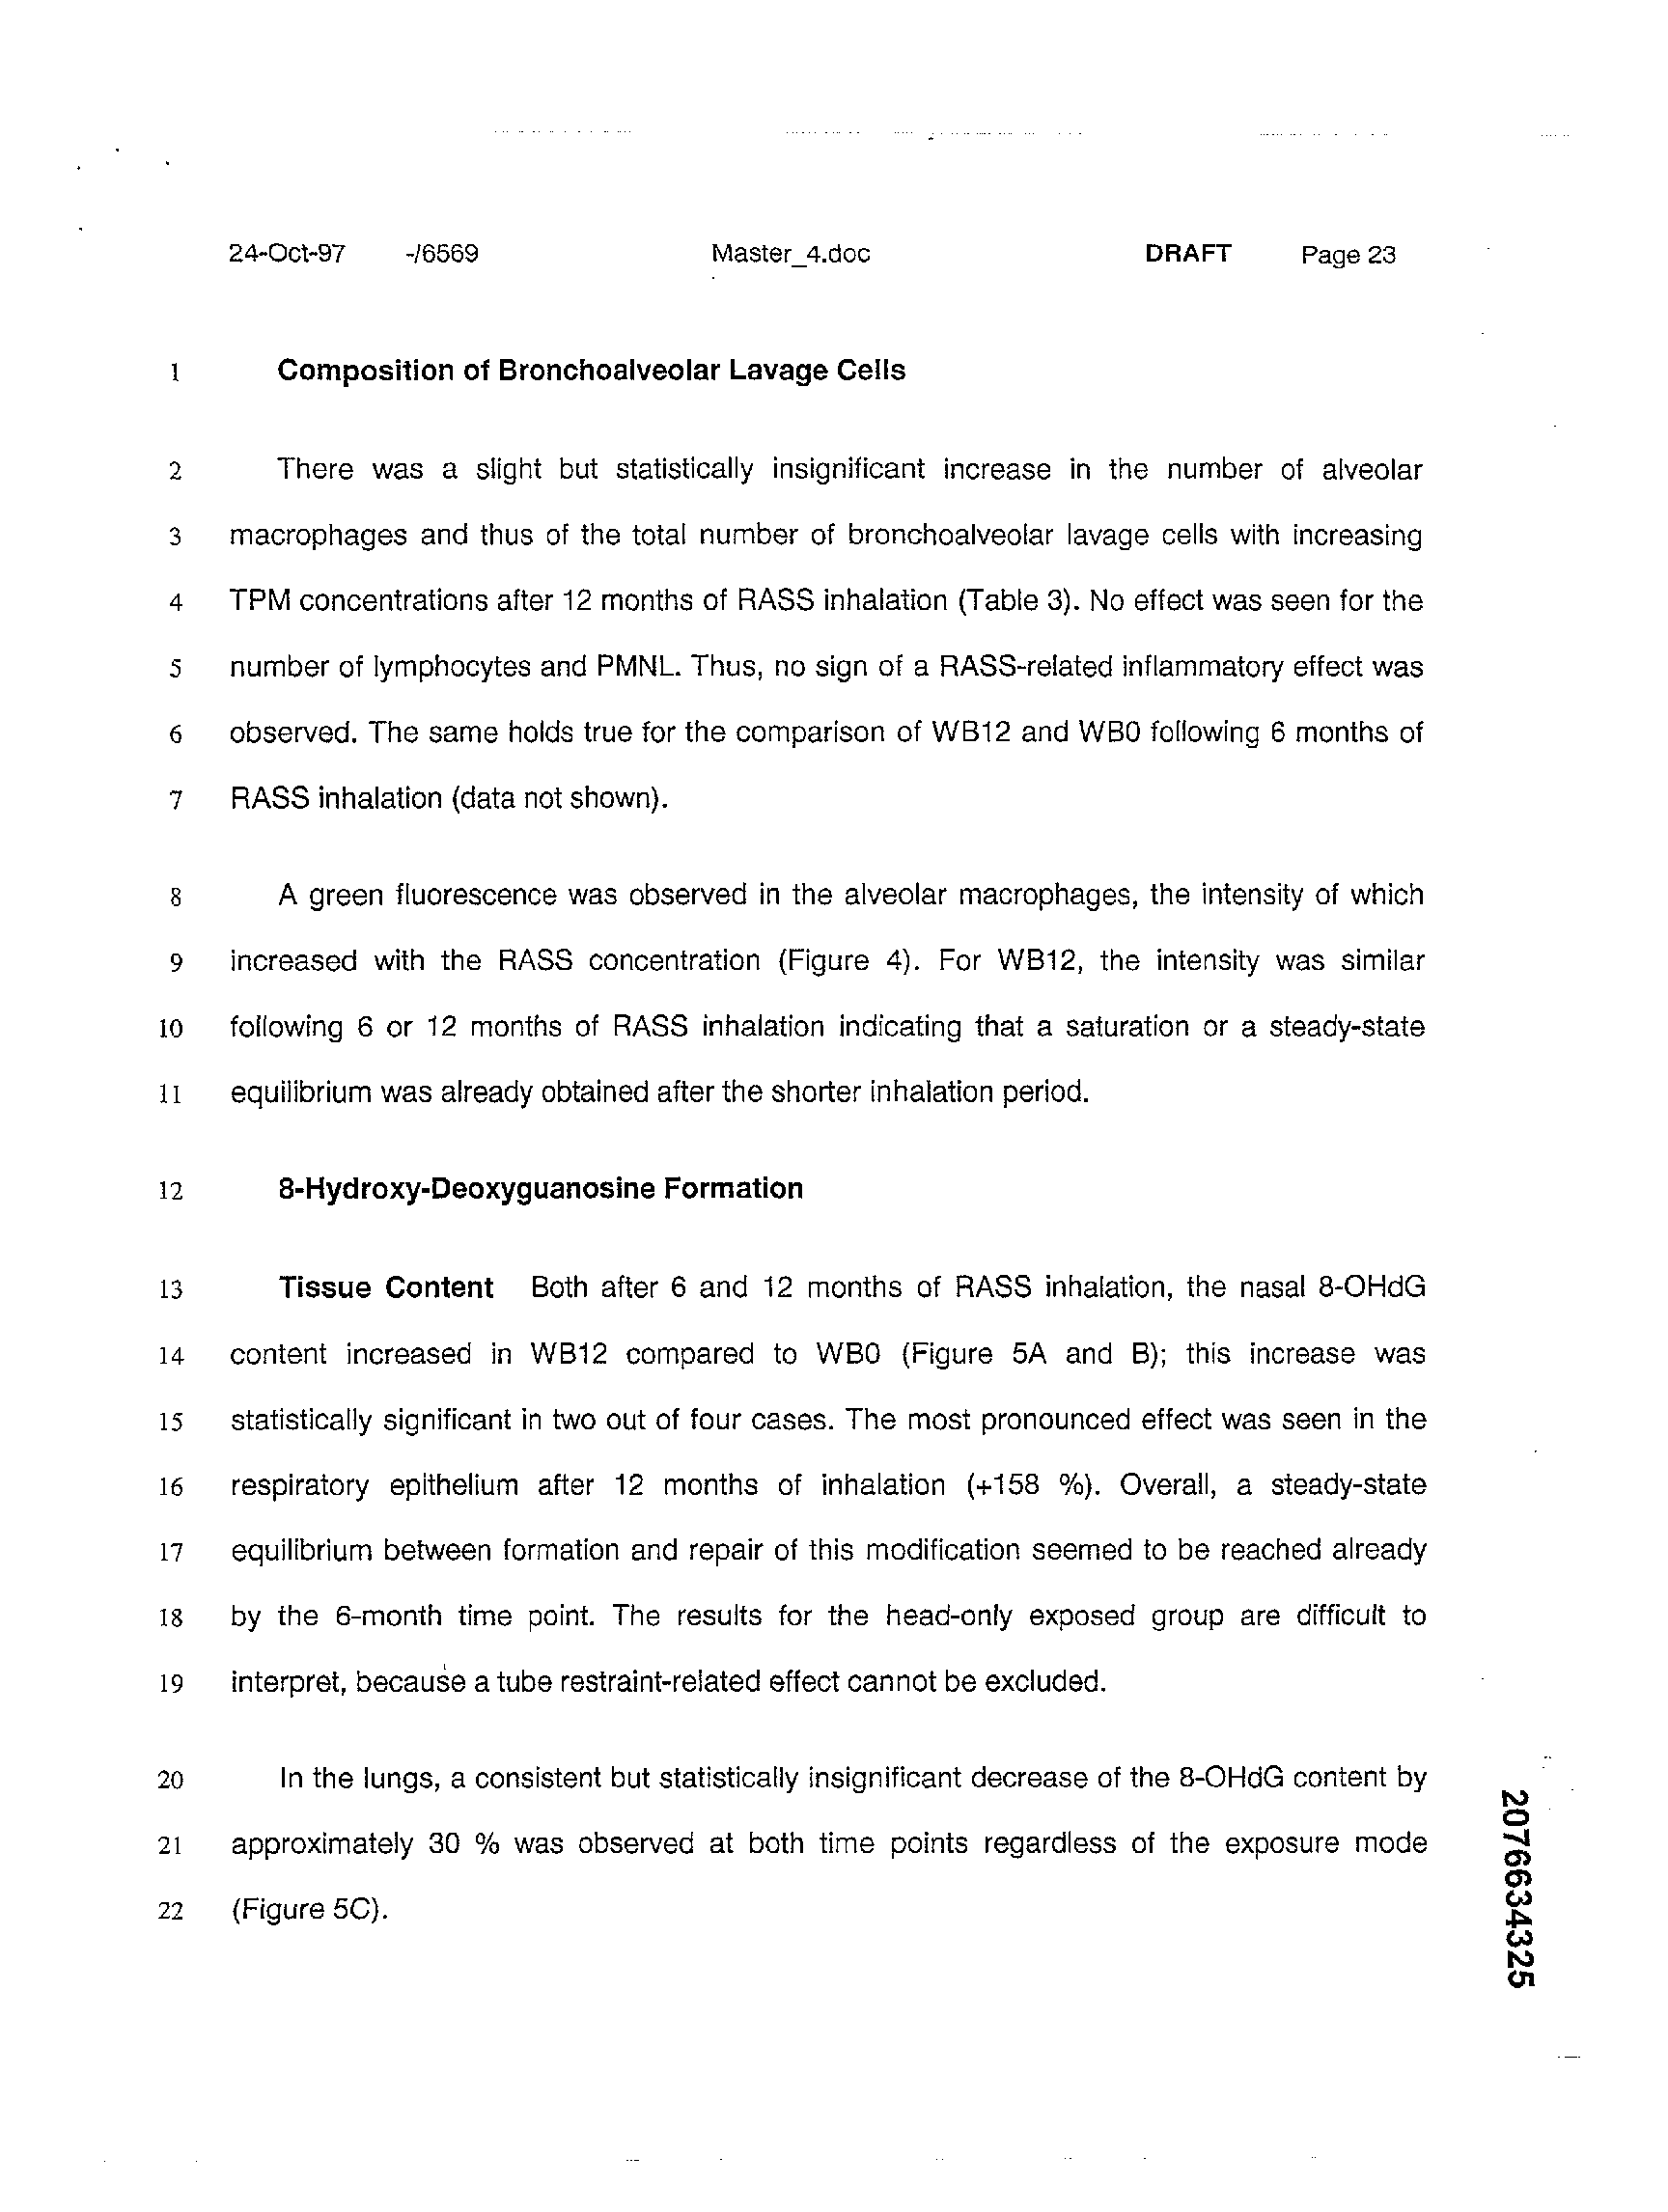 24-Oct-97 -/6569 Master_4.doc DRAFT Page 23
1 Composition of Bronchoalveolar Lavage Cells
2 There was a slight but statistically insignificant increase in the number of alveolar
3 macrophages and thus of the total number of bronchoalveolar lavage cells with increasing
4 TPM concentrations after 12 months of RASS inhalation (Table 3). No effect was seen for the
5 number of lymphocytes and PMNL. Thus, no sign of a RASS-related inflammatory effect was
6 observed. The same holds true for the comparison of WB12 and WB0 following 6 months of
7 RASS inhalation (data not shown).
8 A green fluorescence was observed in the alveolar macrophages, the intensity of which
9 increased with the RASS concentration (Figure 4). For WB12, the intensity was similar
10 following 6 or 12 months of RASS inhalation indicating that a saturation or a steady-state
11 equilibrium was already obtained after the shorter inhalation period.
12 8-Hydroxy-Deoxyguanosine Formation
13 Tissue Content Both after 6 and 12 months of RASS inhalation, the nasal 8-OHdG
14 content increased in WB12 compared to WB0 (Figure 5A and B); this increase was
15 statistically significant in two out of four cases. The most pronounced effect was seen in the
16 respiratory epithelium after 12 months of inhalation (+158 %). Overall, a steady-state
17 equilibrium between formation and repair of this modification seemed to be reached already
18 by the 6-month time point. The results for the head-only exposed group are difficult to
19 interpret, because a tube restraint-related effect cannot be excluded.
20 In the lungs, a consistent but statistically insignificant decrease of the 8-OHdG content by
21 approximately 30 % was observed at both time points regardless of the exposure mode
22 (Figure 5C).
2076634325